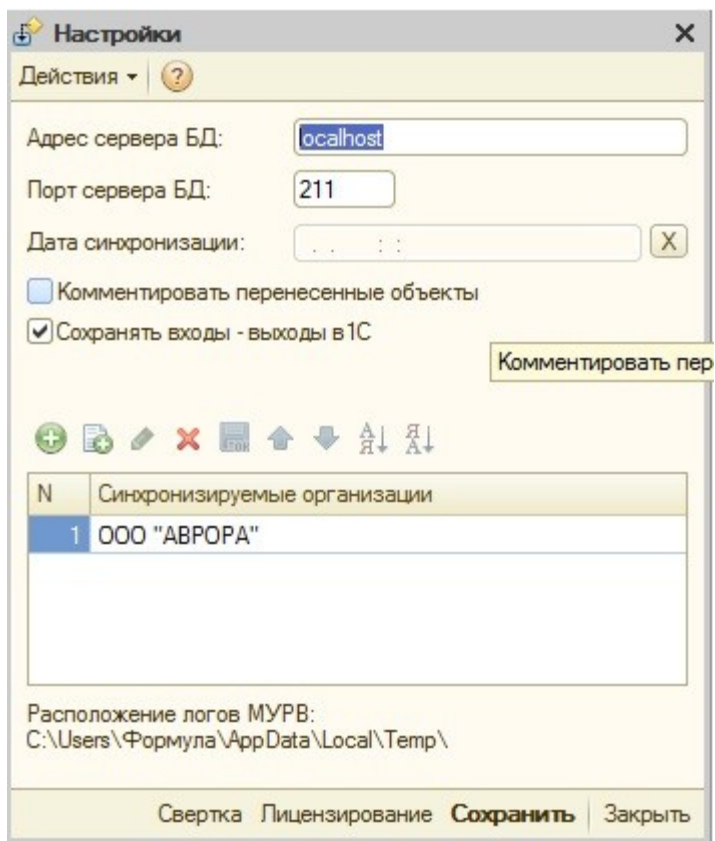 Настройки
Действия
Адрес сервера БД: localhost
Порт сервера БД: 211
Дата синхронизации: . . : :
Комментировать перенесенные объекты
Сохранять входы - выходы в 1С
Комментировать пер
N Синхронизируемые организации
1 ООО "АВРОРА"
Расположение логов МУРВ:
C:\Users\Формула\AppData\Local\Temp\
Свертка Лицензирование Сохранить Закрыть